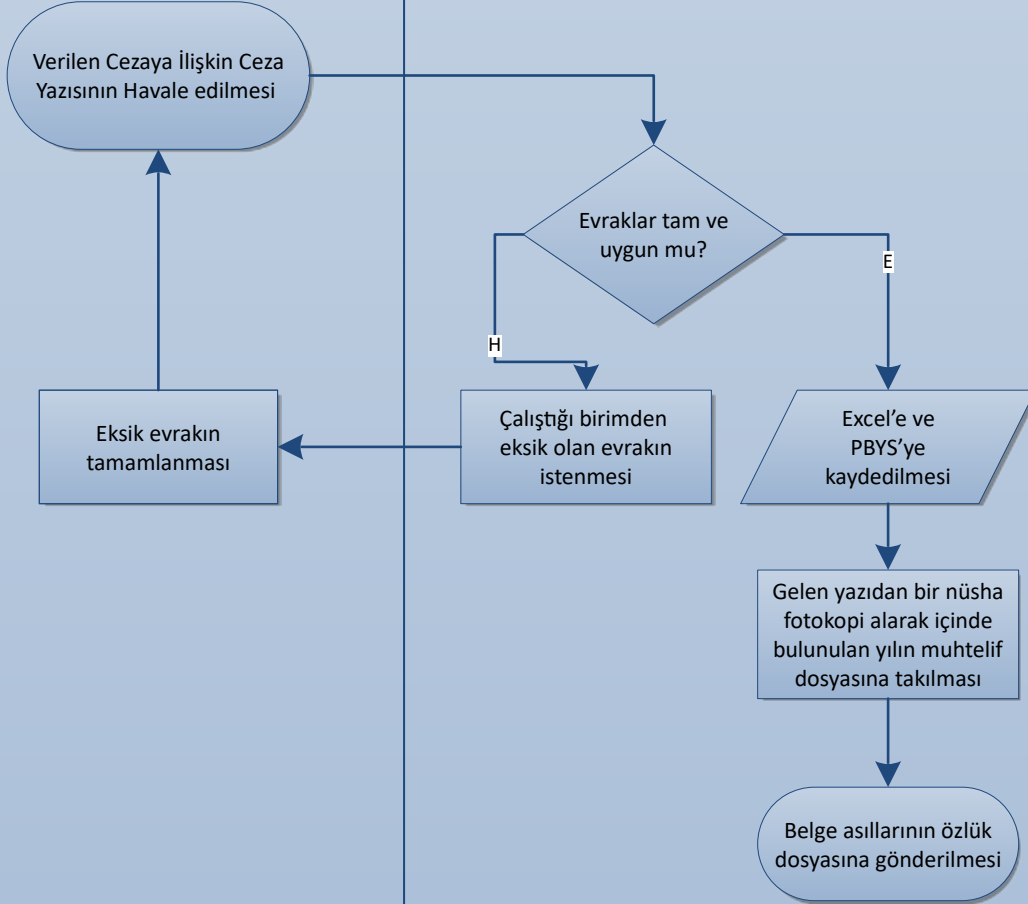 Verilen Cezaya İlişkin Ceza
Yazısının Havale edilmesi
Evraklar tam ve
uygun mu?
E
H
Eksik evrakın
tamamlanması
Çalıştığı birimden
eksik olan evrakın
istenmesi
Excel’e ve
PBYS’ye
kaydedilmesi
Gelen yazıdan bir nüsha
fotokopi alarak içinde
bulunulan yılın muhtelif
dosyasına takılması
Belge asıllarının özlük
dosyasına gönderilmesi